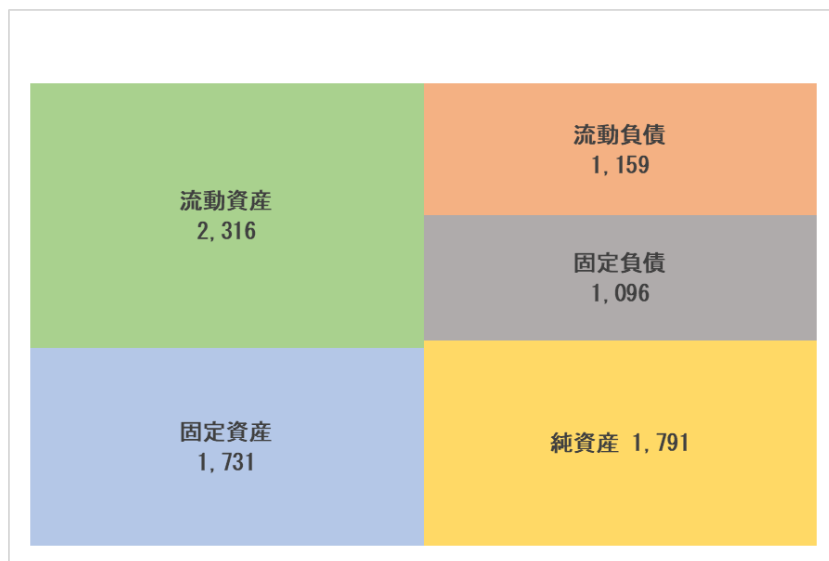 流動資産
2,316
固定資産
1,731
流動負債
1,159
固定負債
1,096
純資産 1,791